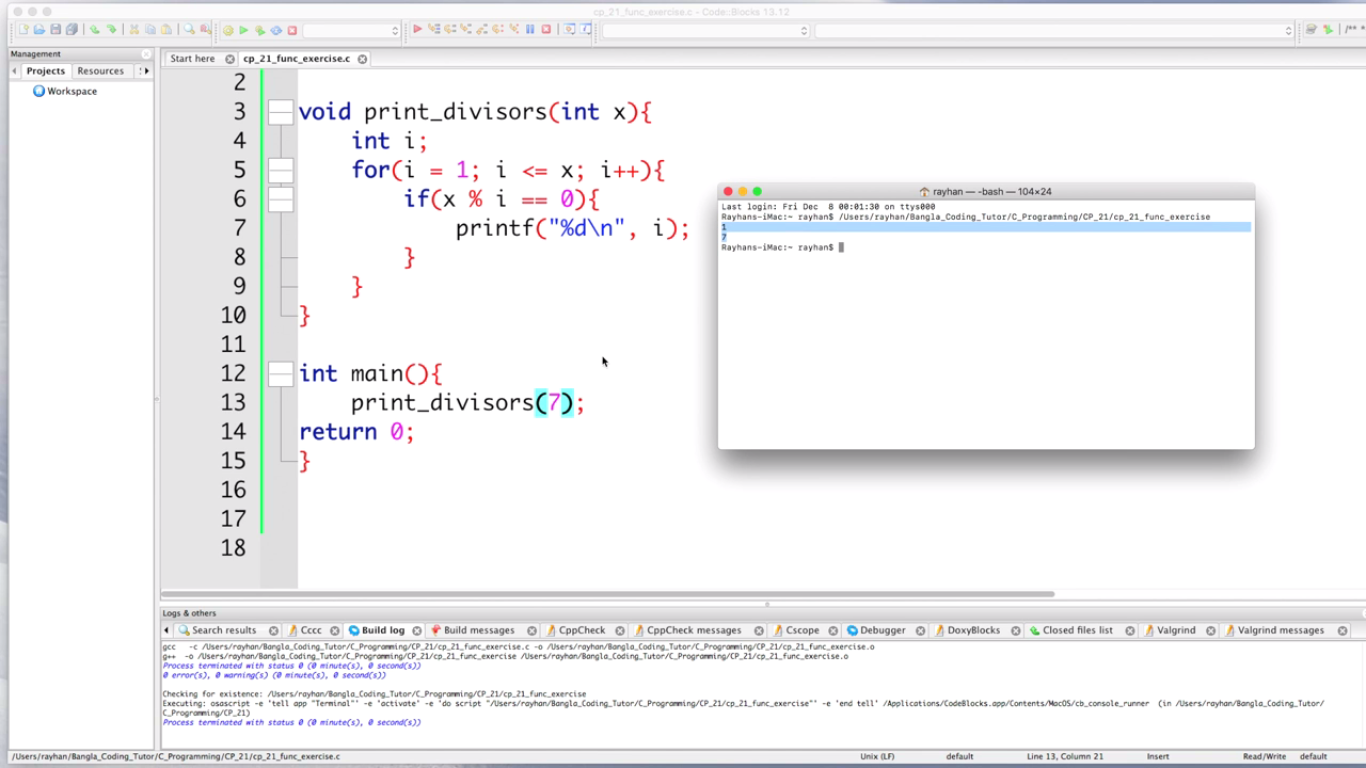 cp_21_func_exercise.c - Code::Blocks 13.12
/** *
Management
Projects Resources
Workspace
Start here cp_21_func_exercise.c
2
3 void print_divisors(int x){
4 int i;
5 for(i = 1; i <= x; i++){
6 if(x % i == 0){
7 printf("%d\n", i);
8 }
9 }
10 }
11
12 int main(){
13 print_divisors(7);
14 return 0;
15 }
16
17
18
rayhan — -bash — 104×24
Last login: Fri Dec  8 00:01:30 on ttys000
Rayhans-iMac:~ rayhan$ /Users/rayhan/Bangla_Coding_Tutor/C_Programming/CP_21/cp_21_func_exercise
1
7
Rayhans-iMac:~ rayhan$
Logs & others
Search results Cccc Build log Build messages CppCheck CppCheck messages Cscope Debugger DoxyBlocks Closed files list Valgrind Valgrind messages
gcc -c /Users/rayhan/Bangla_Coding_Tutor/C_Programming/CP_21/cp_21_func_exercise.c -o /Users/rayhan/Bangla_Coding_Tutor/C_Programming/CP_21/cp_21_func_exercise.o
g++ -o /Users/rayhan/Bangla_Coding_Tutor/C_Programming/CP_21/cp_21_func_exercise /Users/rayhan/Bangla_Coding_Tutor/C_Programming/CP_21/cp_21_func_exercise.o
Process terminated with status 0 (0 minute(s), 0 second(s))
0 error(s), 0 warning(s) (0 minute(s), 0 second(s))
Checking for existence: /Users/rayhan/Bangla_Coding_Tutor/C_Programming/CP_21/cp_21_func_exercise
Executing: osascript -e 'tell app "Terminal"' -e 'activate' -e 'do script "/Users/rayhan/Bangla_Coding_Tutor/C_Programming/CP_21/cp_21_func_exercise"' -e 'end tell' /Applications/CodeBlocks.app/Contents/MacOS/cb_console_runner (in /Users/rayhan/Bangla_Coding_Tutor/
C_Programming/CP_21)
Process terminated with status 0 (0 minute(s), 0 second(s))
/Users/rayhan/Bangla_Coding_Tutor/C_Programming/CP_21/cp_21_func_exercise.c Unix (LF) default Line 13, Column 21 Insert Read/Write default